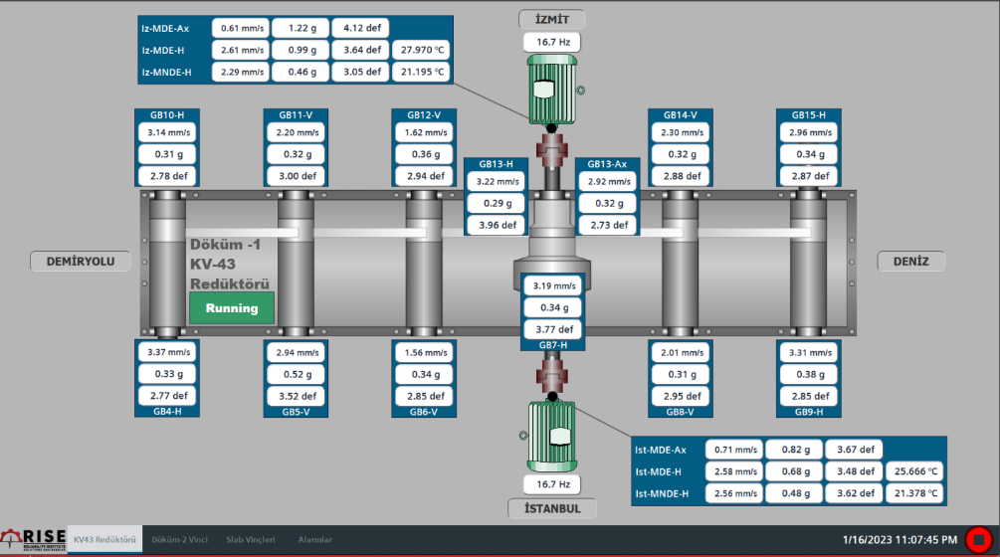 İZMİT
16.7 Hz
Iz-MDE-Ax 0.61 mm/s 1.22 g 4.12 def
Iz-MDE-H 2.61 mm/s 0.99 g 3.64 def 27.970 °C
Iz-MNDE-H 2.29 mm/s 0.46 g 3.05 def 21.195 °C
GB10-H
3.14 mm/s
0.31 g
2.78 def
GB11-V
2.20 mm/s
0.32 g
3.00 def
GB12-V
1.62 mm/s
0.36 g
2.94 def
GB13-H
3.22 mm/s
0.29 g
3.96 def
GB13-Ax
2.92 mm/s
0.32 g
2.73 def
GB14-V
2.30 mm/s
0.32 g
2.88 def
GB15-H
2.96 mm/s
0.34 g
2.87 def
DEMİRYOLU
Döküm -1
KV-43
Redüktörü
Running
DENİZ
3.19 mm/s
0.34 g
3.77 def
GB7-H
3.37 mm/s
0.33 g
2.77 def
GB4-H
2.94 mm/s
0.52 g
3.52 def
GB5-V
1.56 mm/s
0.34 g
2.85 def
GB6-V
2.01 mm/s
0.31 g
2.95 def
GB8-V
3.31 mm/s
0.38 g
2.85 def
GB9-H
Ist-MDE-Ax 0.71 mm/s 0.82 g 3.67 def
Ist-MDE-H 2.58 mm/s 0.68 g 3.48 def 25.666 °C
Ist-MNDE-H 2.56 mm/s 0.48 g 3.62 def 21.378 °C
16.7 Hz
İSTANBUL
RISE
RELIABILITY INSTITUTE
SOLUTIONS ENGINEERING
KV43 Redüktörü Döküm-2 Vinci Slab Vinçleri Alarmlar
1/16/2023 11:07:45 PM